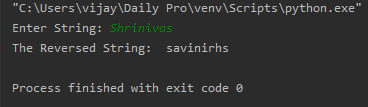 "C:\Users\vijay\Daily Pro\venv\Scripts\python.exe"
Enter String: Shrinivas
The Reversed String:  savinirhs

Process finished with exit code 0